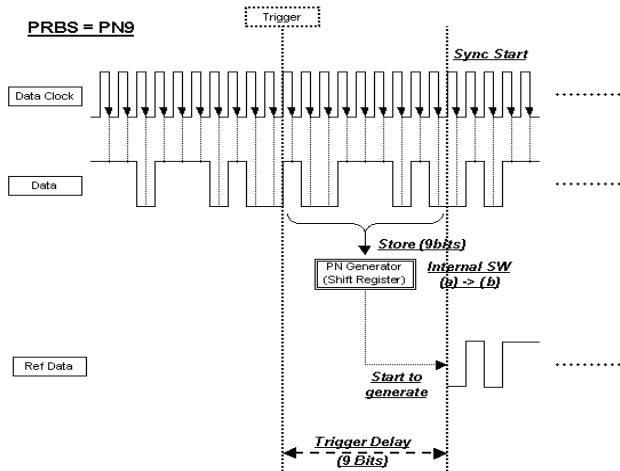 Trigger
PRBS = PN9
Sync Start
Data Clock
Data
Store (9bits)
PN Generator
(Shift Register)
Internal SW
(a) -> (b)
Ref Data
Start to
generate
Trigger Delay
(9 Bits)